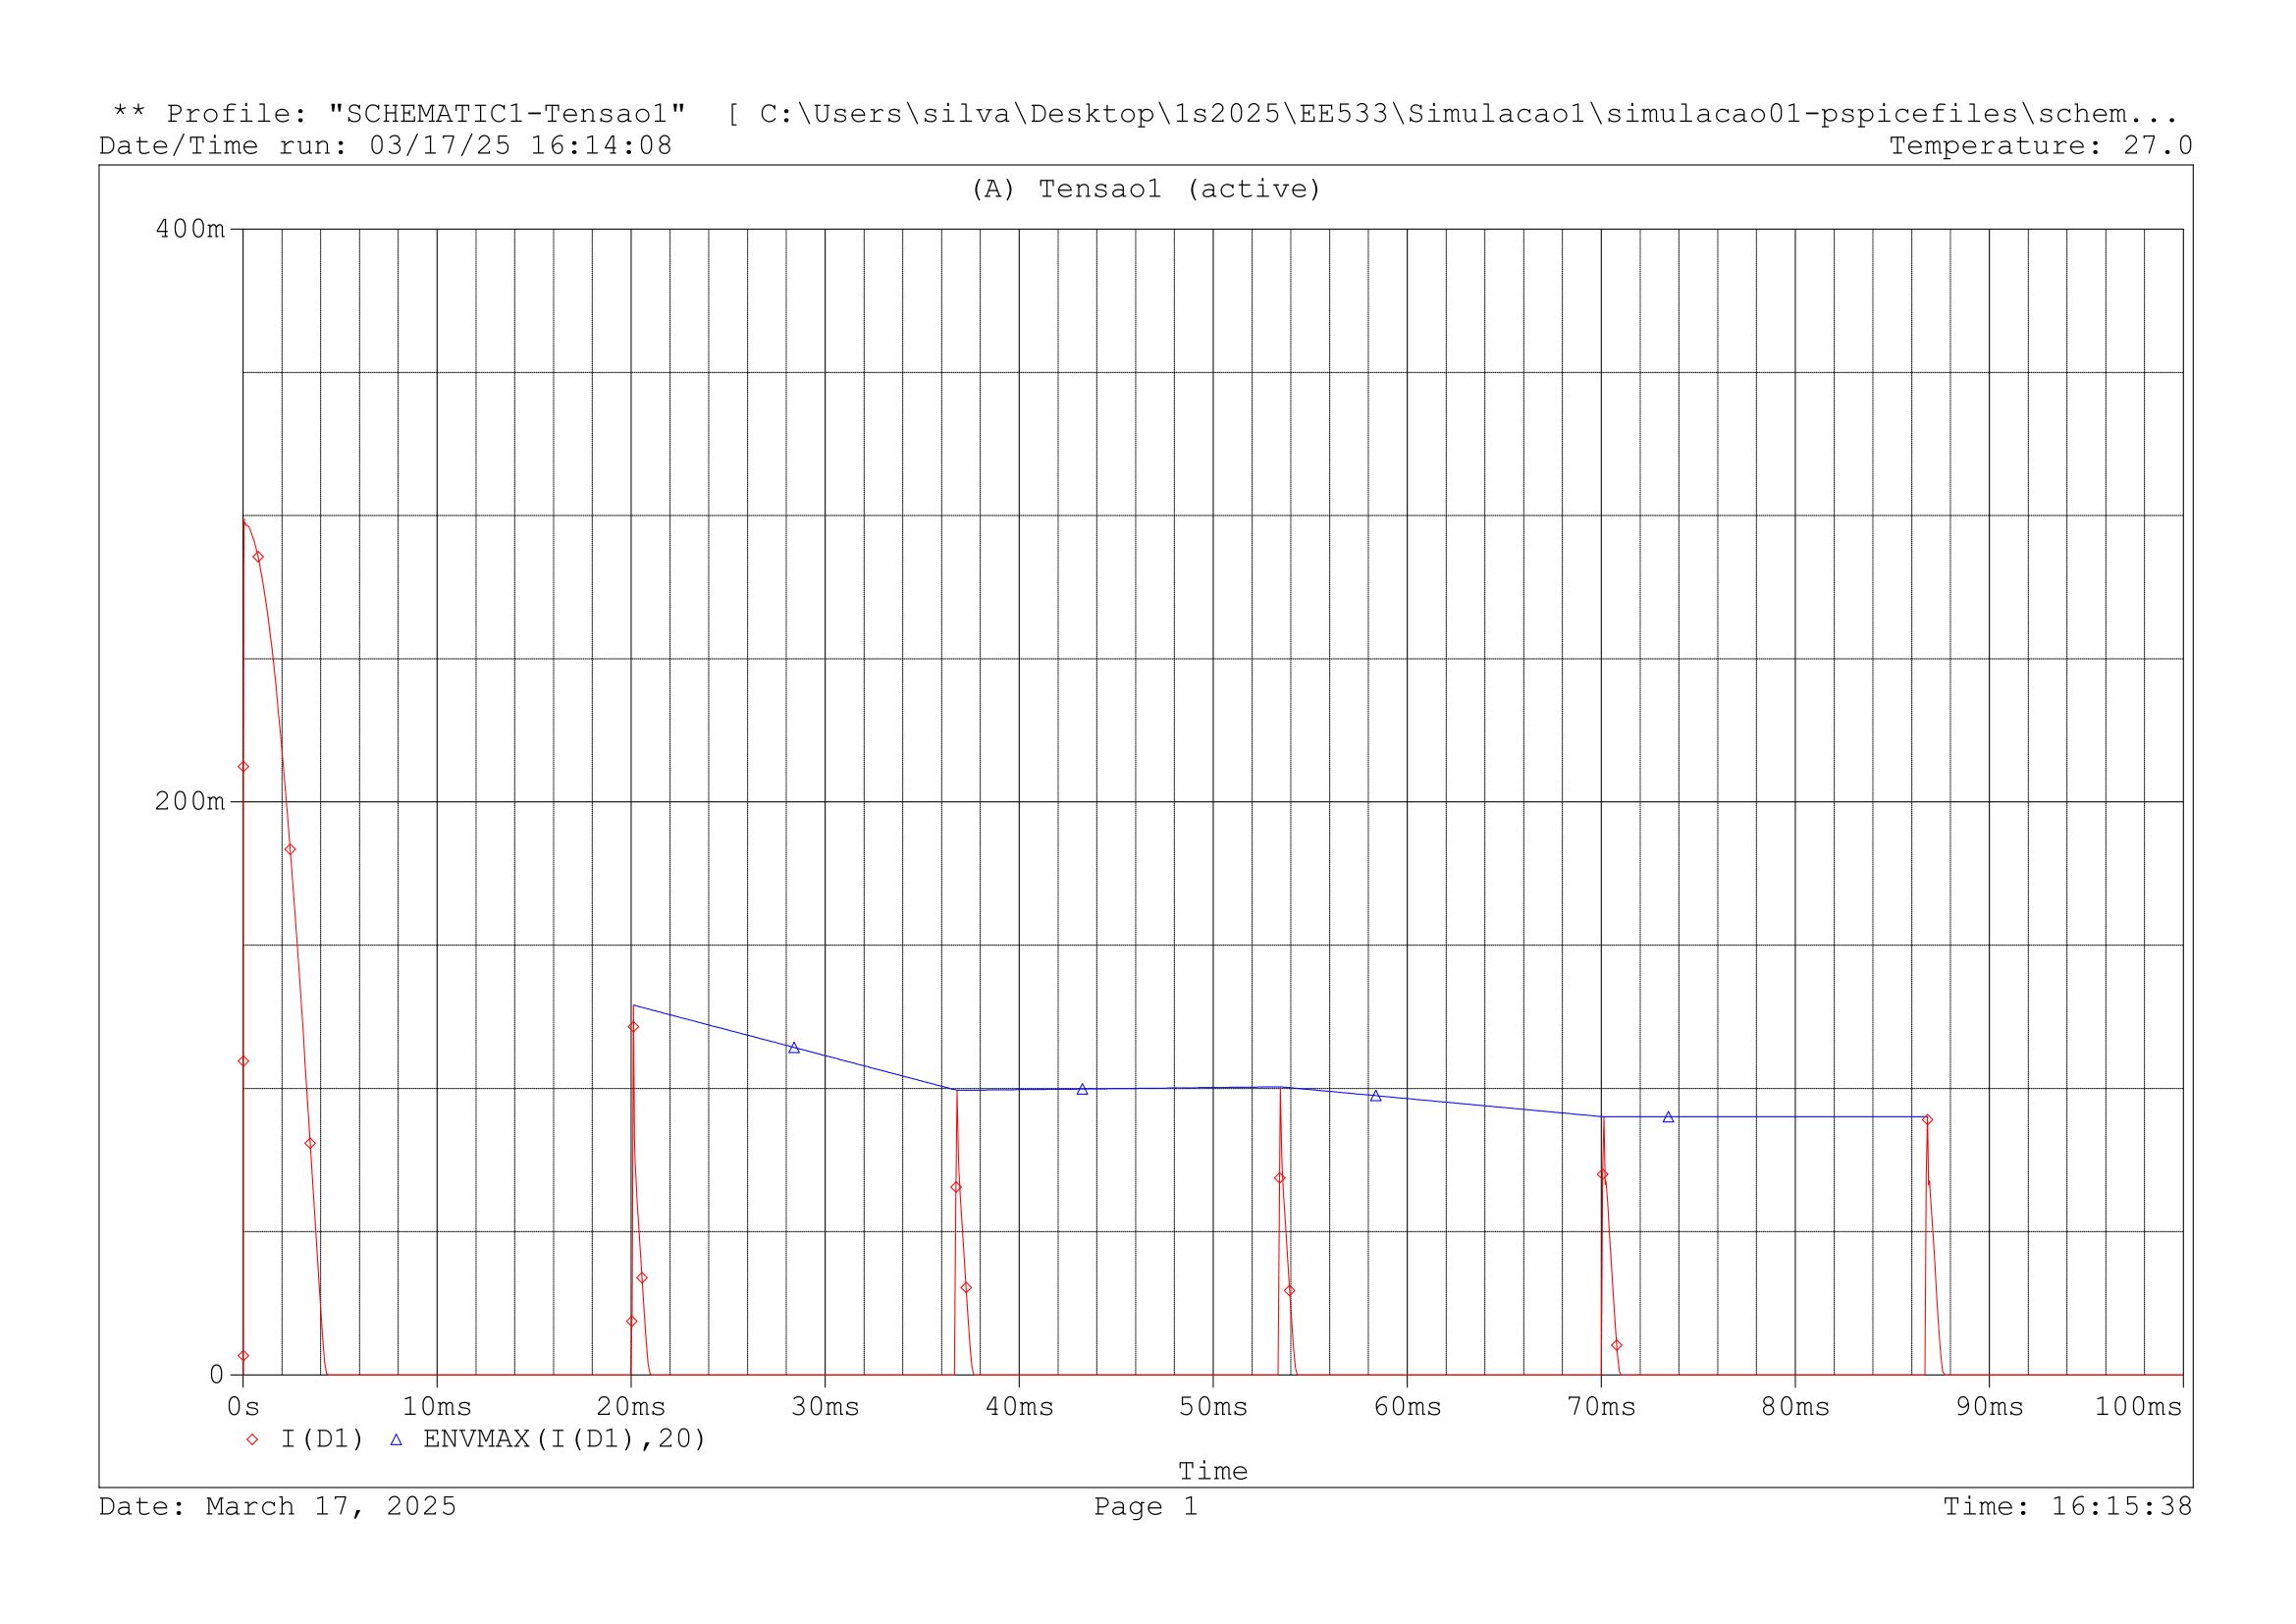 ** Profile: "SCHEMATIC1-Tensao1"  [ C:\Users\silva\Desktop\1s2025\EE533\Simulacao1\simulacao01-pspicefiles\schem...
Date/Time run: 03/17/25 16:14:08 Temperature: 27.0
(A) Tensao1 (active)
400m
200m
0
0s 10ms 20ms 30ms 40ms 50ms 60ms 70ms 80ms 90ms 100ms
I(D1) ENVMAX(I(D1),20)
Time
Date: March 17, 2025 Page 1 Time: 16:15:38